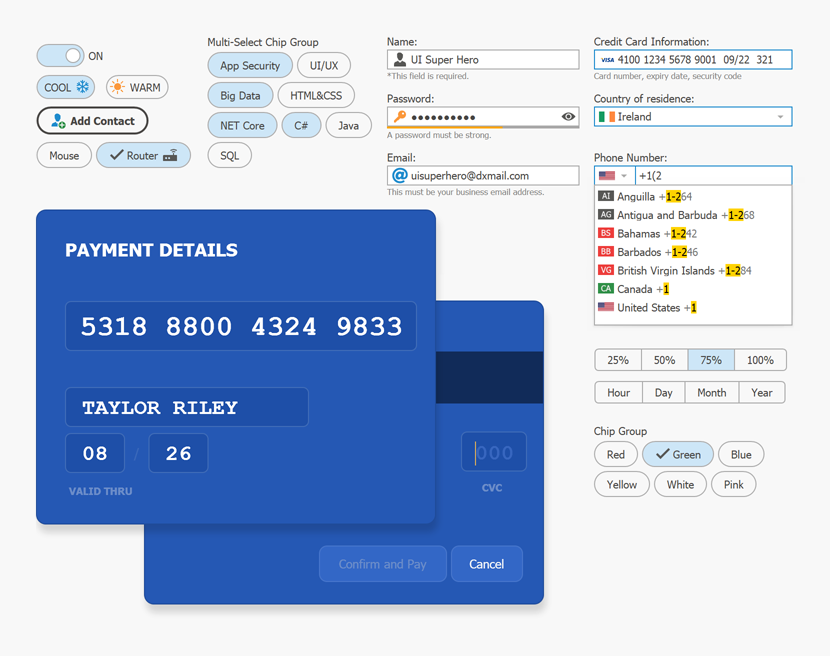 ON
COOL
WARM
Add Contact
Mouse
Router
Multi-Select Chip Group
App Security
UI/UX
Big Data
HTML&CSS
NET Core
C#
Java
SQL
Name:
UI Super Hero
*This field is required.
Password:
••••••••••
A password must be strong.
Email:
@ uisuperhero@dxmail.com
This must be your business email address.
Credit Card Information:
VISA 4100 1234 5678 9001 09/22 321
Card number, expiry date, security code
Country of residence:
Ireland
Phone Number:
+1(2
AI Anguilla +1-264
AG Antigua and Barbuda +1-268
BS Bahamas +1-242
BB Barbados +1-246
VG British Virgin Islands +1-284
CA Canada +1
United States +1
25% 50% 75% 100%
Hour Day Month Year
Chip Group
Red Green Blue
Yellow White Pink
PAYMENT DETAILS
5318 8800 4324 9833
TAYLOR RILEY
08 / 26
VALID THRU
000
CVC
Confirm and Pay
Cancel